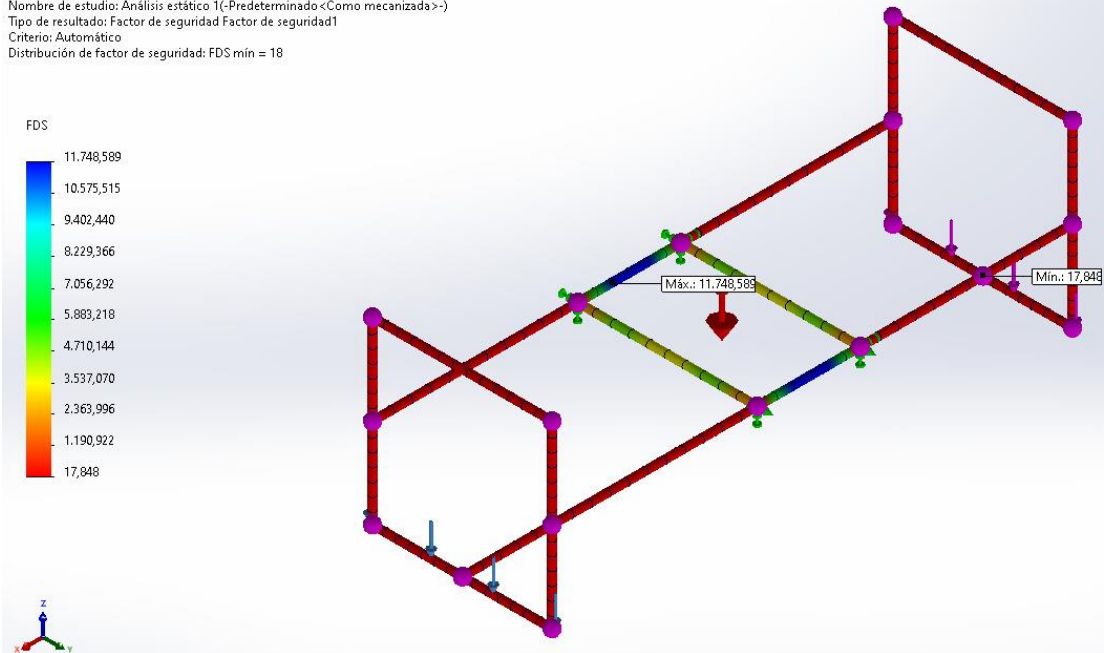 Nombre de estudio: Análisis estático 1(-Predeterminado<Como mecanizada>-)
Tipo de resultado: Factor de seguridad Factor de seguridad1
Criterio: Automático
Distribución de factor de seguridad: FDS mín = 18
FDS
11.748,589
10.575,515
9.402,440
8.229,366
7.056,292
5.883,218
4.710,144
3.537,070
2.363,996
1.190,922
17,848
Máx.: 11.748,589
Mín.: 17,848
Z
X
Y